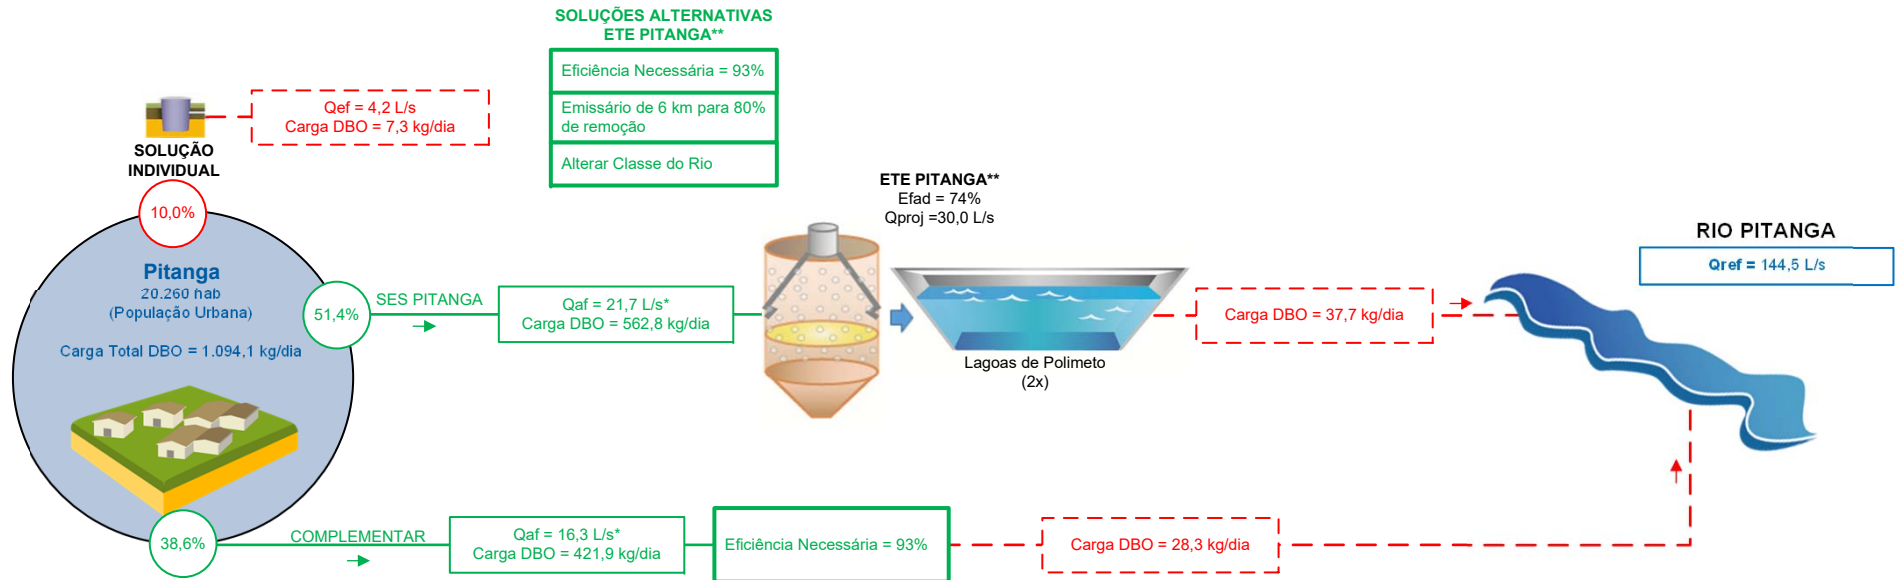 SOLUÇÕES ALTERNATIVAS
ETE PITANGA**
Eficiência Necessária = 93%
Emissário de 6 km para 80%
de remoção
Alterar Classe do Rio
Qef = 4,2 L/s
Carga DBO = 7,3 kg/dia
SOLUÇÃO
INDIVIDUAL
10,0%
Pitanga
20.260 hab
(População Urbana)
Carga Total DBO = 1.094,1 kg/dia
51,4%
SES PITANGA
Qaf = 21,7 L/s*
Carga DBO = 562,8 kg/dia
ETE PITANGA**
Efad = 74%
Qproj =30,0 L/s
Lagoas de Polimeto
(2x)
Carga DBO = 37,7 kg/dia
RIO PITANGA
Qref = 144,5 L/s
38,6%
COMPLEMENTAR
Qaf = 16,3 L/s*
Carga DBO = 421,9 kg/dia
Eficiência Necessária = 93%
Carga DBO = 28,3 kg/dia